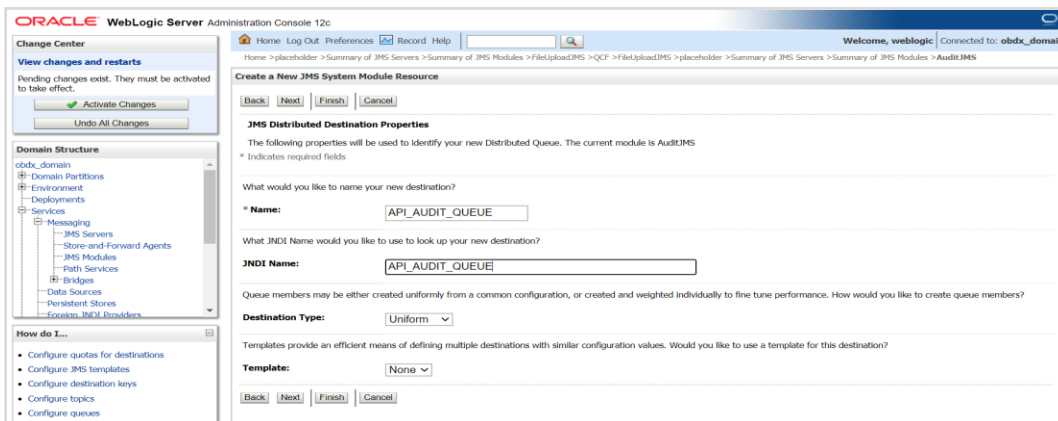 ORACLE WebLogic Server Administration Console 12c
Change Center
View changes and restarts
Pending changes exist. They must be activated
to take effect.
Activate Changes
Undo All Changes
Domain Structure
obdx_domain
Domain Partitions
Environment
Deployments
Services
Messaging
JMS Servers
Store-and-Forward Agents
JMS Modules
Path Services
Bridges
Data Sources
Persistent Stores
Foreign JNDI Providers
How do I...
Configure quotas for destinations
Configure JMS templates
Configure destination keys
Configure topics
Configure queues
Home Log Out Preferences Record Help
Welcome, weblogic Connected to: obdx_domai
Home >placeholder >Summary of JMS Servers >Summary of JMS Modules >FileUploadJMS >QCF >FileUploadJMS >placeholder >Summary of JMS Servers >Summary of JMS Modules >AuditJMS
Create a New JMS System Module Resource
Back Next Finish Cancel
JMS Distributed Destination Properties
The following properties will be used to identify your new Distributed Queue. The current module is AuditJMS
* Indicates required fields
What would you like to name your new destination?
* Name: API_AUDIT_QUEUE
What JNDI Name would you like to use to look up your new destination?
JNDI Name: API_AUDIT_QUEUE
Queue members may be either created uniformly from a common configuration, or created and weighted individually to fine tune performance. How would you like to create queue members?
Destination Type: Uniform
Templates provide an efficient means of defining multiple destinations with similar configuration values. Would you like to use a template for this destination?
Template: None
Back Next Finish Cancel